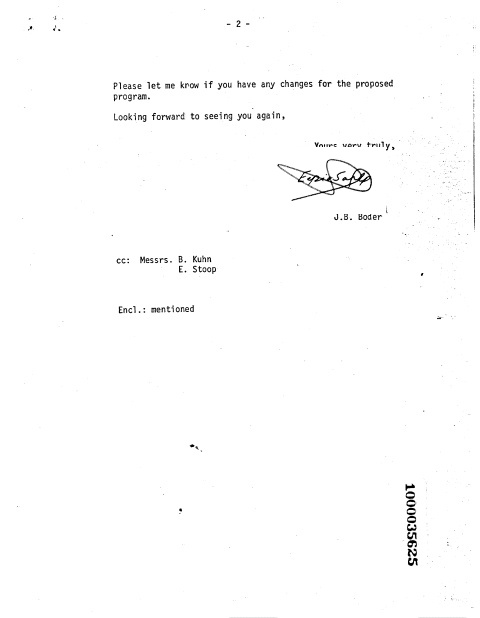 - 2 -
Please let me know if you have any changes for the proposed
program.
Looking forward to seeing you again,
Yours very truly,
J.B. Boder
cc: Messrs. B. Kuhn
E. Stoop
Encl.: mentioned
1000035625